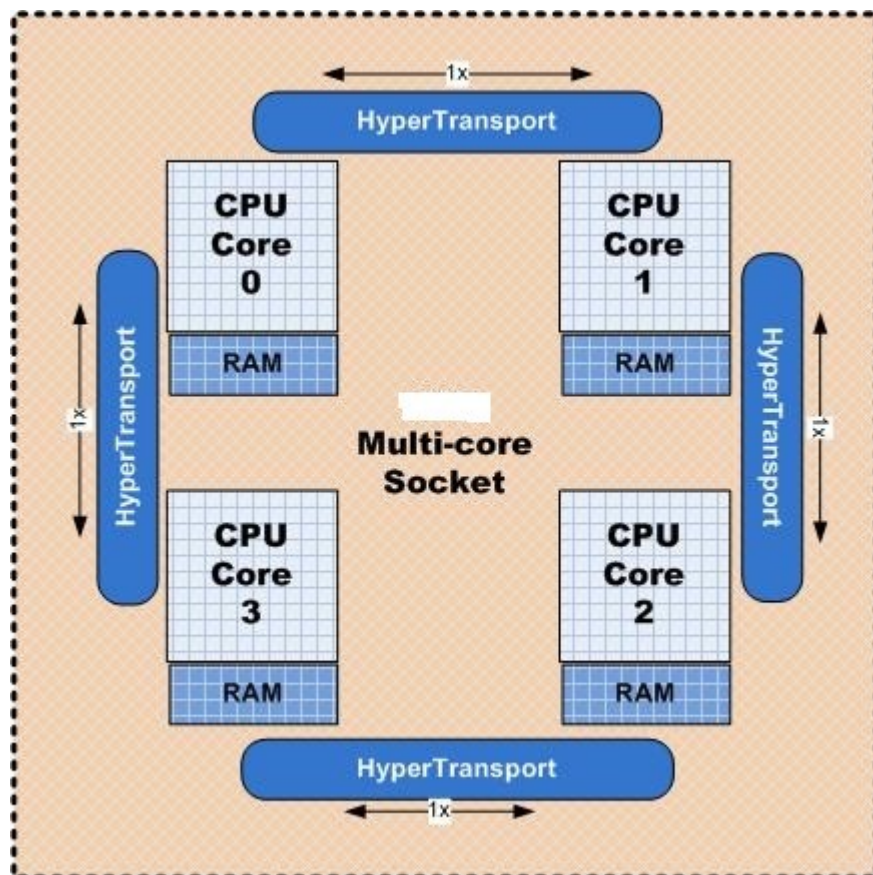 1x
HyperTransport
CPU
Core
0
RAM
CPU
Core
1
RAM
HyperTransport
1x
HyperTransport
1x
Multi-core
Socket
CPU
Core
3
RAM
CPU
Core
2
RAM
HyperTransport
1x